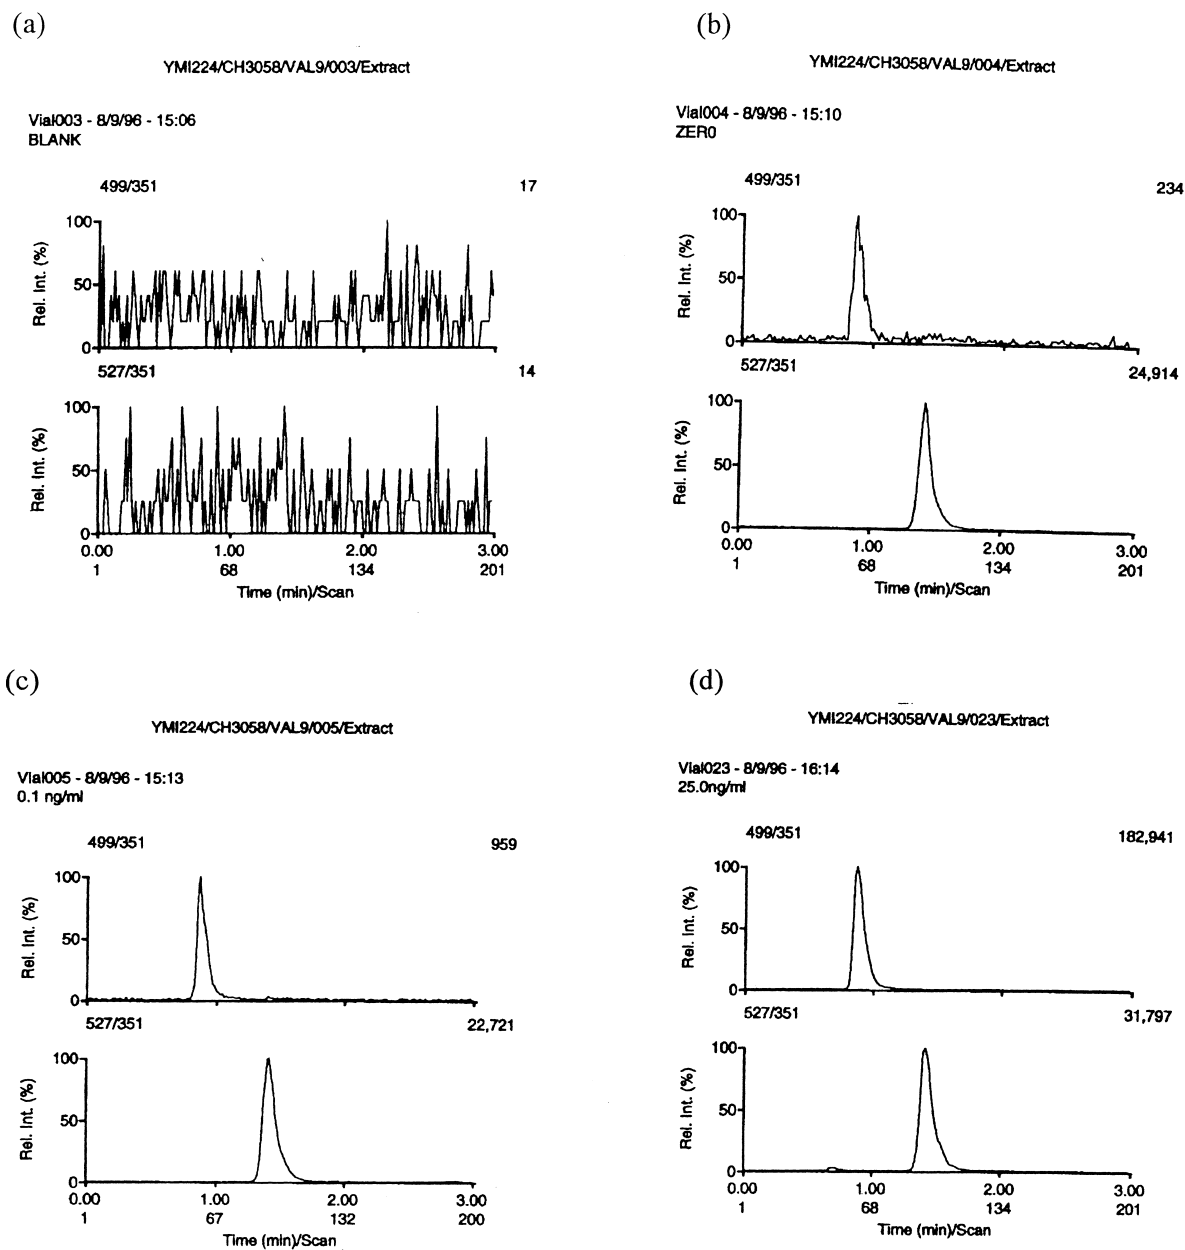 (a)
YMI224/CH3058/VAL9/003/Extract
Vial003 - 8/9/96 - 15:06
BLANK
499/351 17
100
50
0
Rel. Int. (%)
527/351 14
100
50
0
Rel. Int. (%)
0.00 1.00 2.00 3.00
1 68 134 201
Time (min)/Scan
(b)
YMI224/CH3058/VAL9/004/Extract
Vial004 - 8/9/96 - 15:10
ZER0
499/351 234
100
50
0
Rel. Int. (%)
527/351 24,914
100
50
0
Rel. Int. (%)
0.00 1.00 2.00 3.00
1 68 134 201
Time (min)/Scan
(c)
YMI224/CH3058/VAL9/005/Extract
Vial005 - 8/9/96 - 15:13
0.1 ng/ml
499/351 959
100
50
0
Rel. Int. (%)
527/351 22,721
100
50
0
Rel. Int. (%)
0.00 1.00 2.00 3.00
1 67 132 200
Time (min)/Scan
(d)
YMI224/CH3058/VAL9/023/Extract
Vial023 - 8/9/96 - 16:14
25.0ng/ml
499/351 182,941
100
50
0
Rel. Int. (%)
527/351 31,797
100
50
0
Rel. Int. (%)
0.00 1.00 2.00 3.00
1 68 134 201
Time (min)/Scan